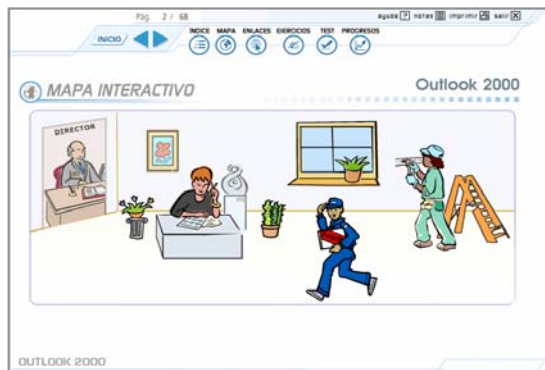 Pág. 2 / 68
ayuda notas imprimir salir
INICIO
ÍNDICE MAPA ENLACES EJERCICIOS TEST PROGRESOS
MAPA INTERACTIVO
Outlook 2000
DIRECTOR
OUTLOOK 2000